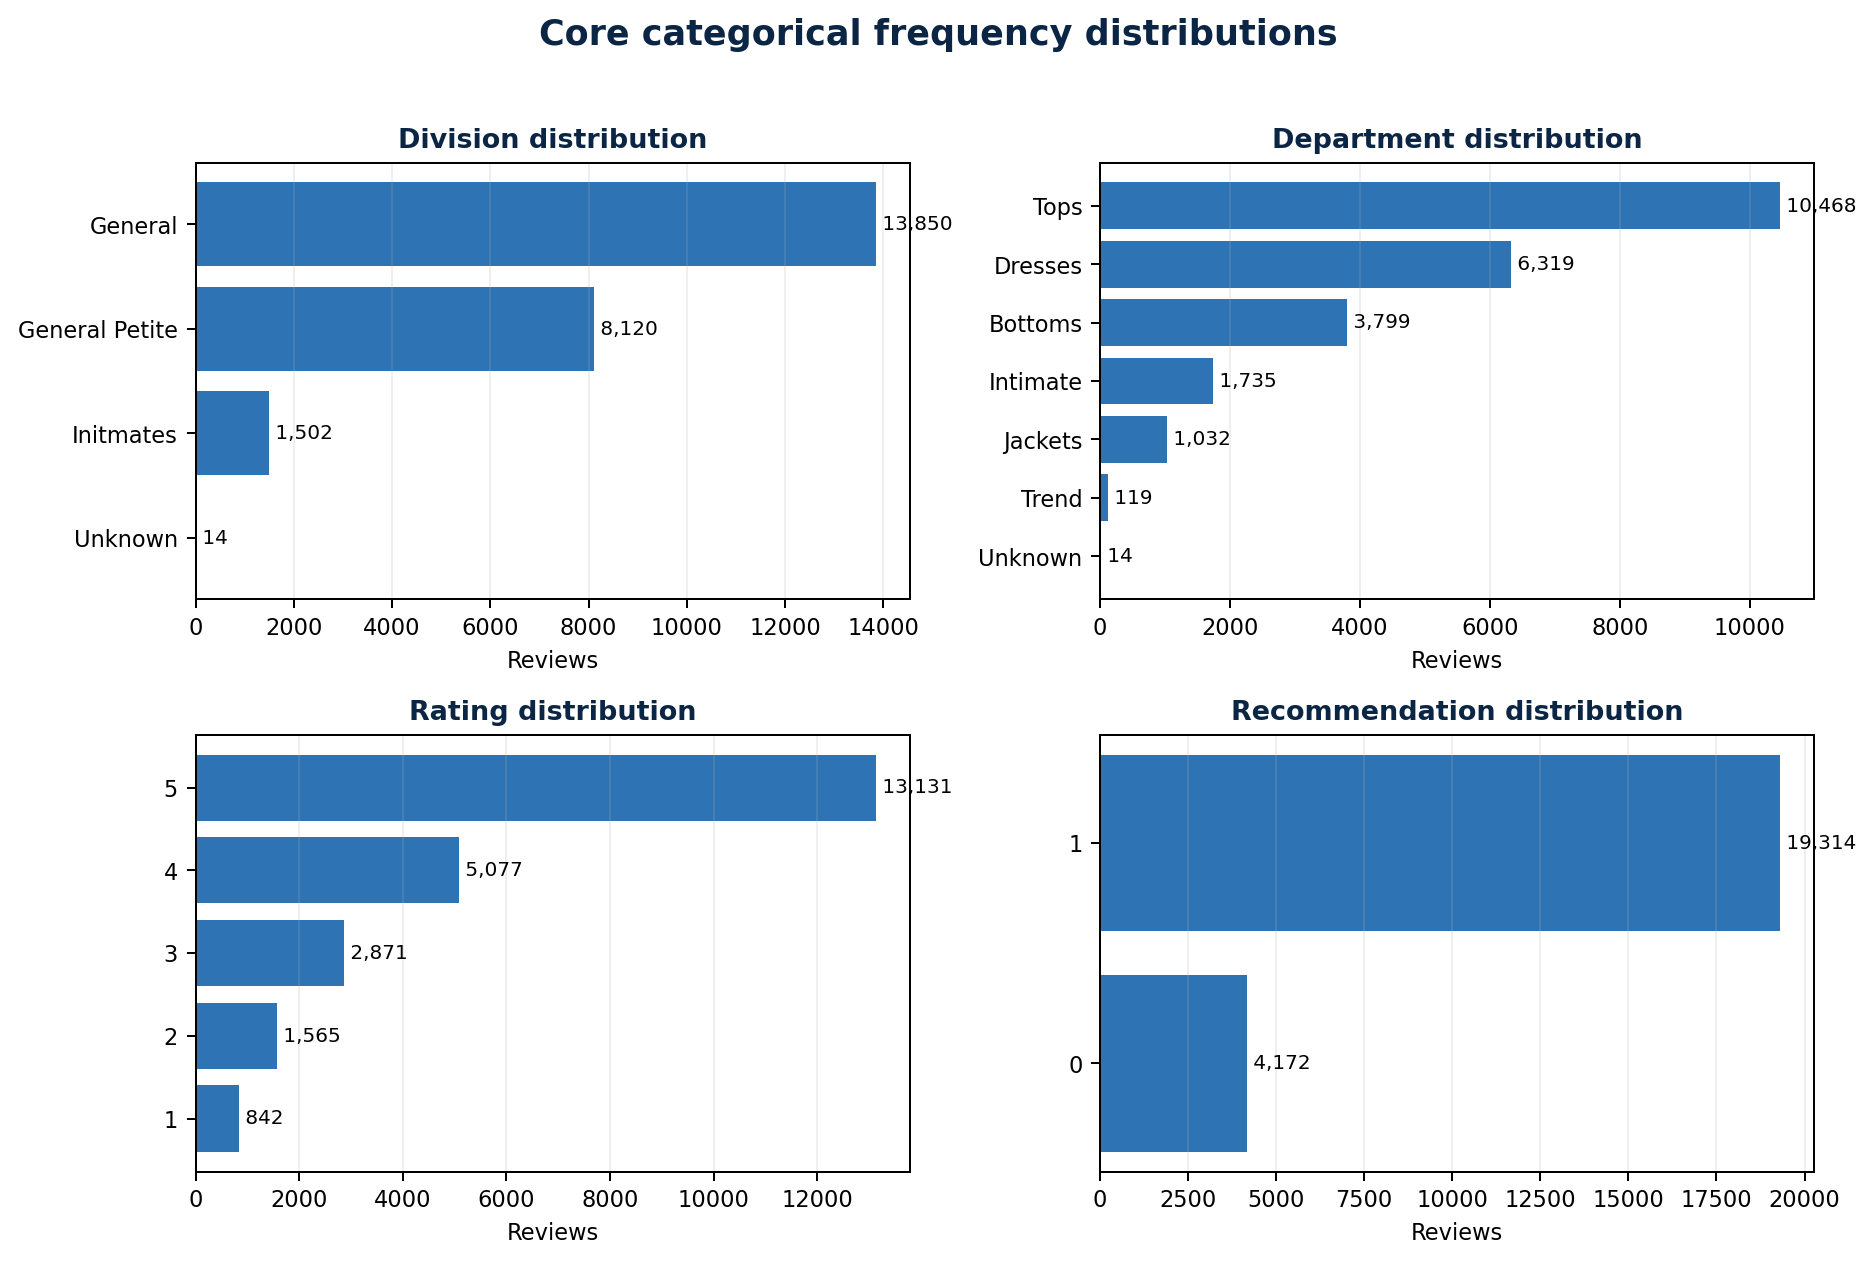 Core categorical frequency distributions
Division distribution
General
13,850
General Petite
8,120
Initmates
1,502
Unknown
14
0 2000 4000 6000 8000 10000 12000 14000
Reviews
Department distribution
Tops
10,468
Dresses
6,319
Bottoms
3,799
Intimate
1,735
Jackets
1,032
Trend
119
Unknown
14
0 2000 4000 6000 8000 10000
Reviews
Rating distribution
5
13,131
4
5,077
3
2,871
2
1,565
1
842
0 2000 4000 6000 8000 10000 12000
Reviews
Recommendation distribution
1
19,314
0
4,172
0 2500 5000 7500 10000 12500 15000 17500 20000
Reviews